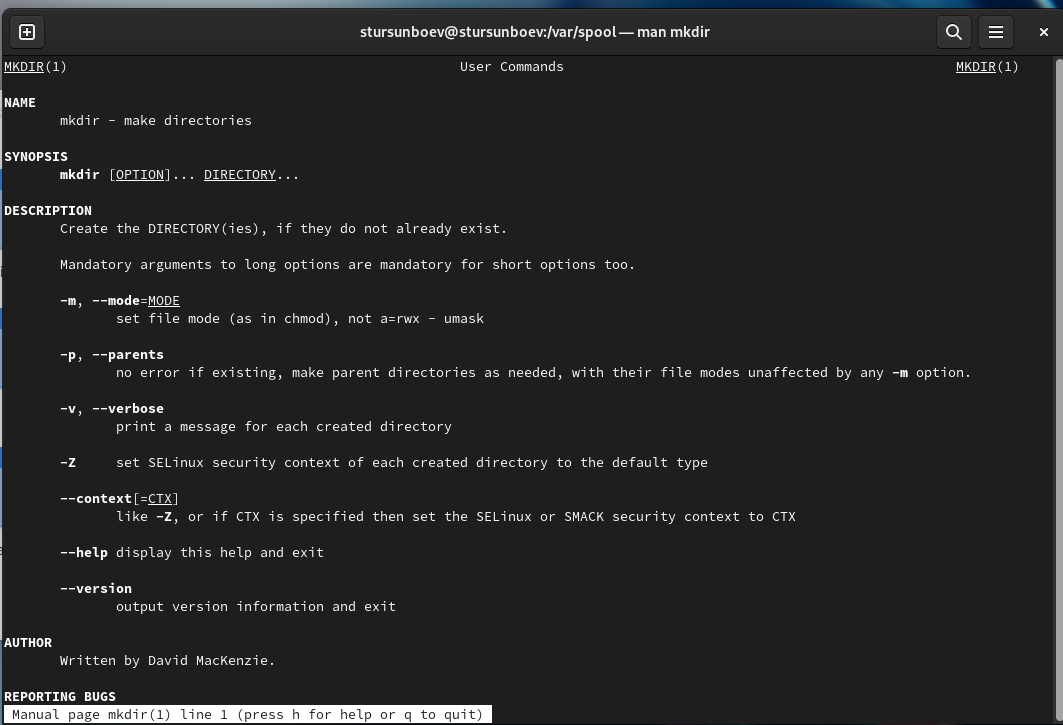 stursunboev@stursunboev:/var/spool — man mkdir
MKDIR(1) User Commands MKDIR(1)
NAME
mkdir - make directories
SYNOPSIS
mkdir [OPTION]... DIRECTORY...
DESCRIPTION
Create the DIRECTORY(ies), if they do not already exist.
Mandatory arguments to long options are mandatory for short options too.
-m, --mode=MODE
set file mode (as in chmod), not a=rwx - umask
-p, --parents
no error if existing, make parent directories as needed, with their file modes unaffected by any -m option.
-v, --verbose
print a message for each created directory
-Z set SELinux security context of each created directory to the default type
--context[=CTX]
like -Z, or if CTX is specified then set the SELinux or SMACK security context to CTX
--help display this help and exit
--version
output version information and exit
AUTHOR
Written by David MacKenzie.
REPORTING BUGS
Manual page mkdir(1) line 1 (press h for help or q to quit)